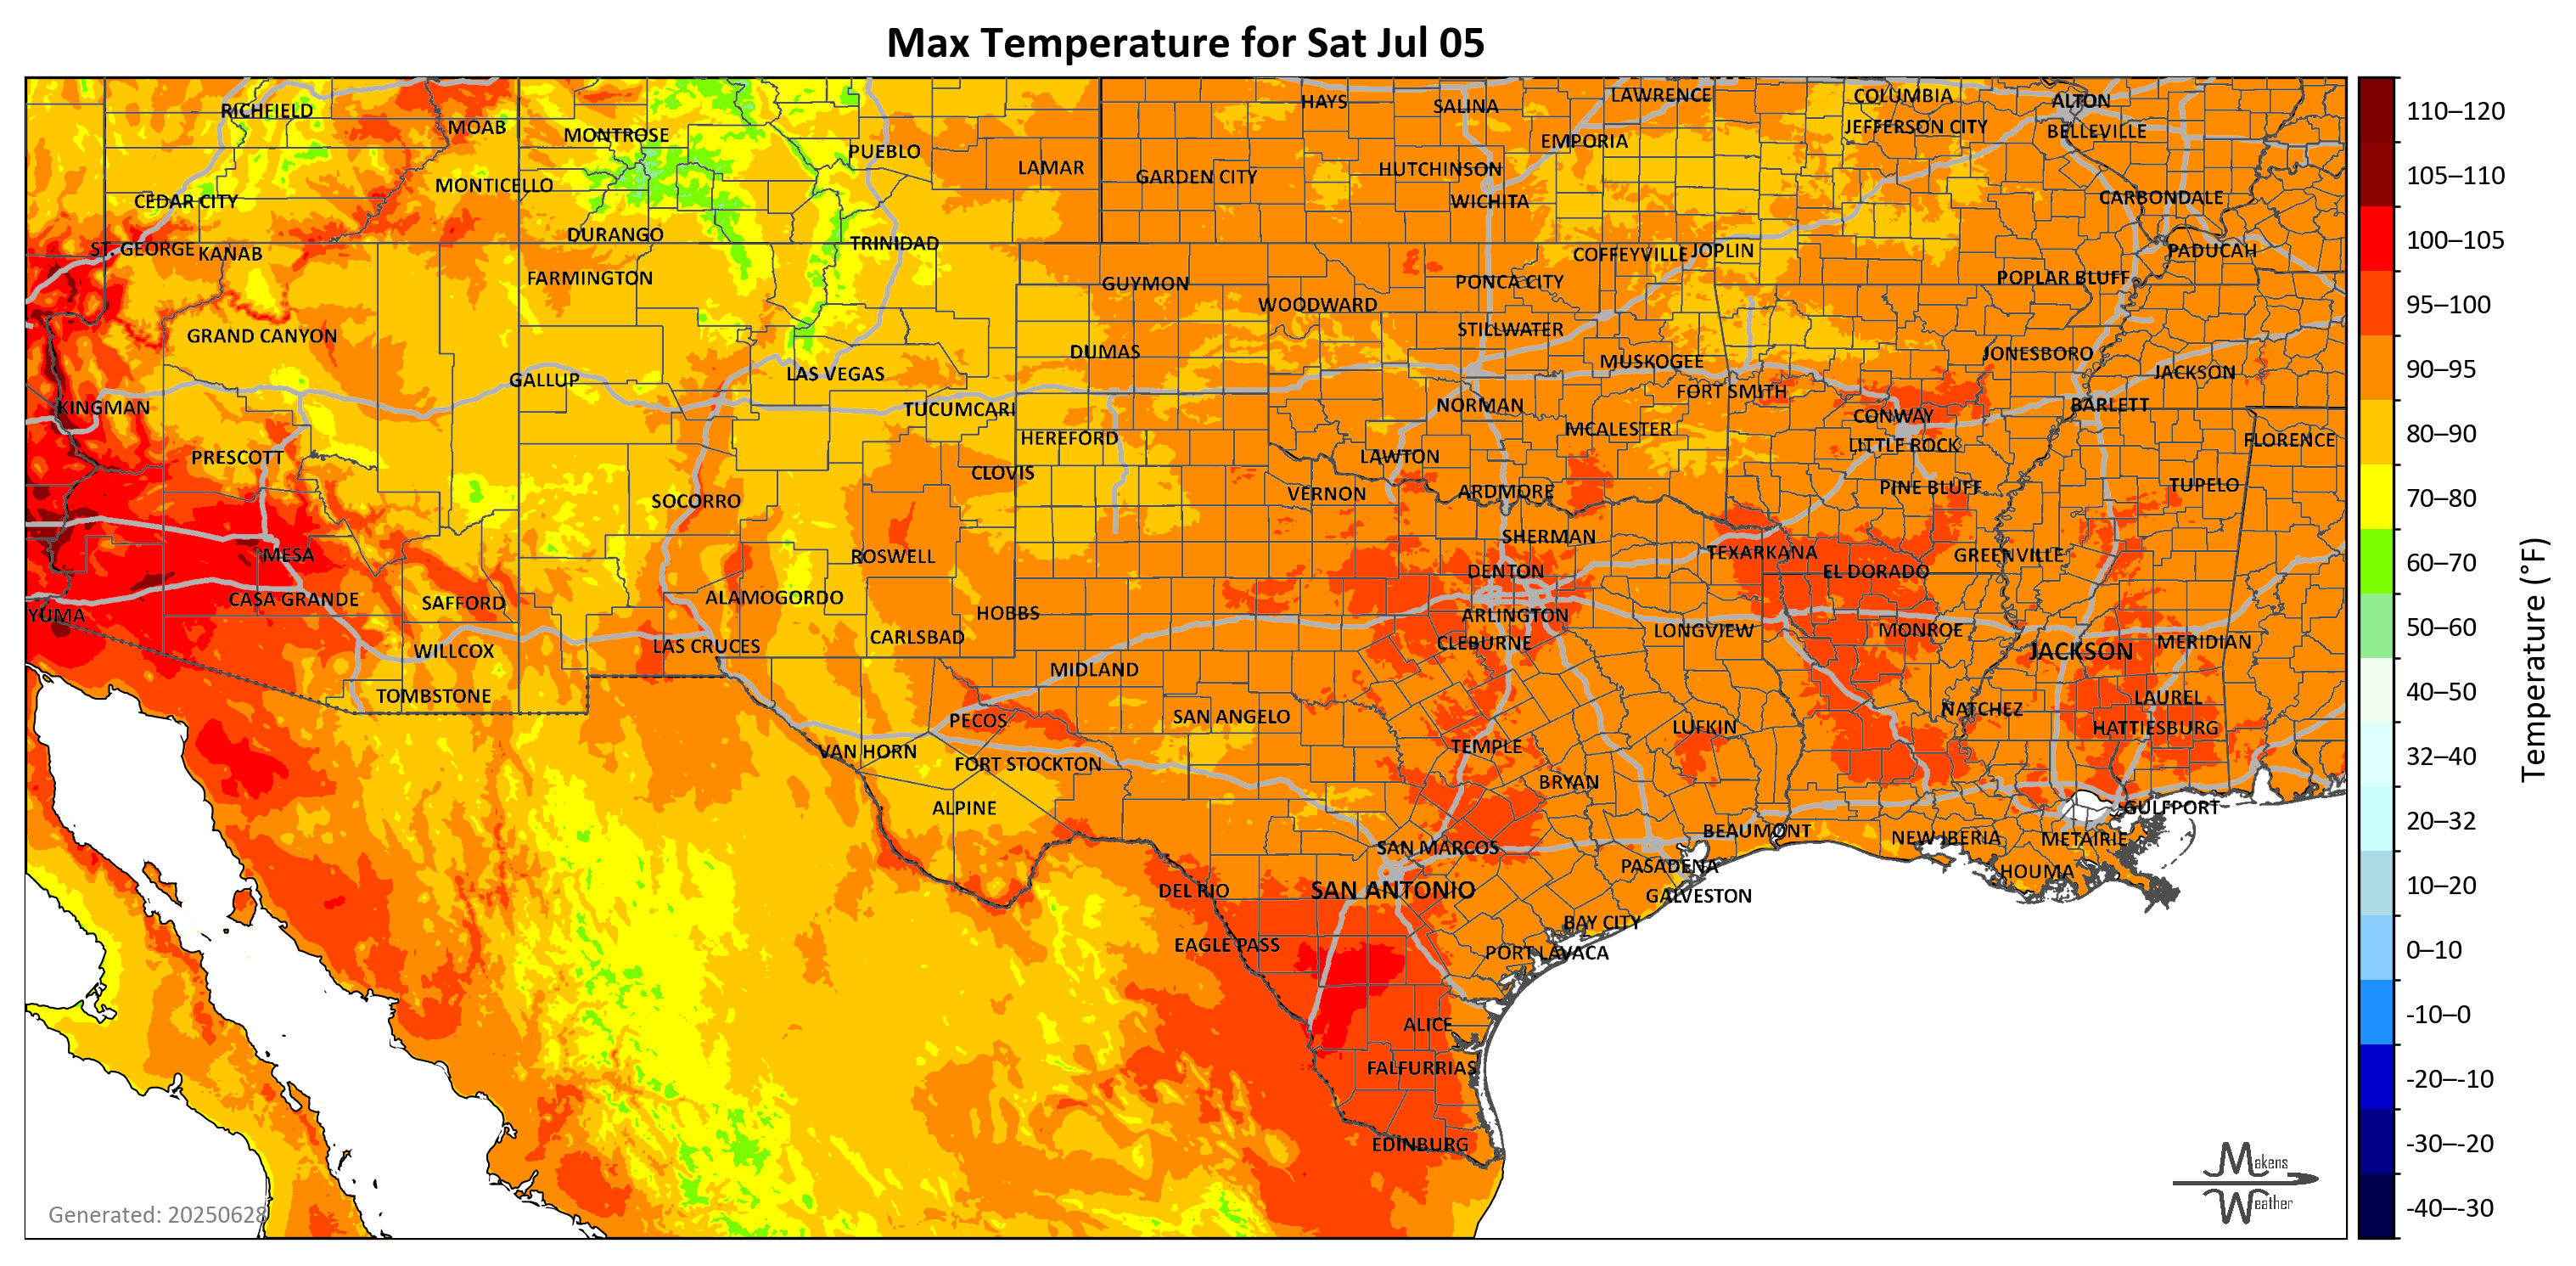 Max Temperature for Sat Jul 05
RICHFIELD
MOAB
MONTROSE
PUEBLO
LAMAR
HAYS
SALINA
LAWRENCE
COLUMBIA
ALTON
EMPORIA
JEFFERSON CITY
BELLEVILLE
MONTICELLO
GARDEN CITY
HUTCHINSON
CEDAR CITY
WICHITA
CARBONDALE
ST. GEORGE
KANAB
DURANGO
TRINIDAD
COFFEYVILLE
JOPLIN
PADUCAH
FARMINGTON
GUYMON
PONCA CITY
POPLAR BLUFF
WOODWARD
GRAND CANYON
STILLWATER
DUMAS
MUSKOGEE
JONESBORO
GALLUP
LAS VEGAS
JACKSON
FORT SMITH
KINGMAN
TUCUMCARI
NORMAN
CONWAY
BARLETT
HEREFORD
MCALESTER
LITTLE ROCK
FLORENCE
PRESCOTT
CLOVIS
LAWTON
SOCORRO
VERNON
ARDMORE
PINE BLUFF
TUPELO
MESA
ROSWELL
SHERMAN
TEXARKANA
GREENVILLE
DENTON
EL DORADO
CASA GRANDE
SAFFORD
ALAMOGORDO
HOBBS
ARLINGTON
YUMA
CARLSBAD
CLEBURNE
LONGVIEW
MONROE
WILLCOX
LAS CRUCES
JACKSON
MERIDIAN
MIDLAND
TOMBSTONE
LAUREL
PECOS
SAN ANGELO
NATCHEZ
LUFKIN
HATTIESBURG
VAN HORN
TEMPLE
FORT STOCKTON
BRYAN
ALPINE
GULFPORT
BEAUMONT
NEW IBERIA
METAIRIE
SAN MARCOS
PASADENA
HOUMA
DEL RIO
SAN ANTONIO
GALVESTON
BAY CITY
EAGLE PASS
PORT LAVACA
ALICE
FALFURRIAS
EDINBURG
Generated: 20250628
Makens
Weather
110–120
105–110
100–105
95–100
90–95
80–90
70–80
60–70
50–60
40–50
32–40
20–32
10–20
0–10
-10–0
-20–-10
-30–-20
-40–-30
Temperature (°F)